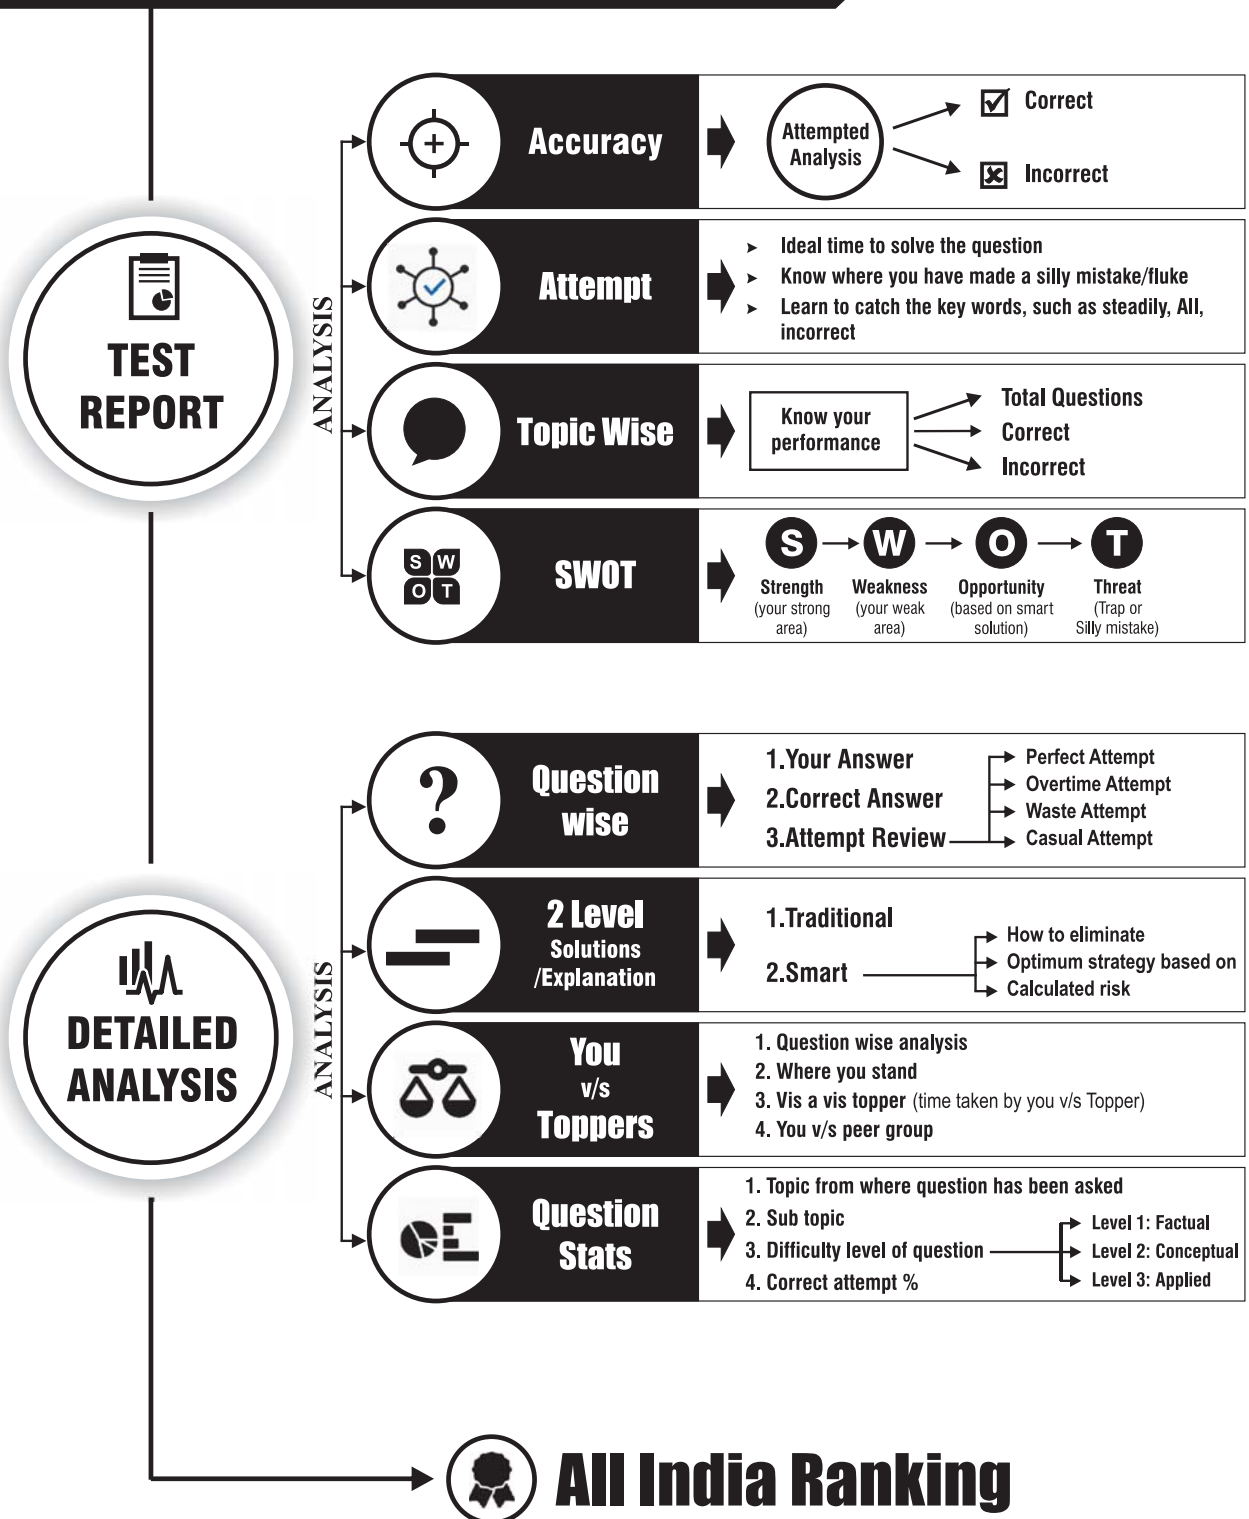 TEST
REPORT
ANALYSIS
Accuracy
Attempted
Analysis
Correct
Incorrect
Attempt
➤ Ideal time to solve the question
➤ Know where you have made a silly mistake/fluke
➤ Learn to catch the key words, such as steadily, All,
incorrect
Topic Wise
Know your
performance
Total Questions
Correct
Incorrect
S W
O T
SWOT
S W O T
Strength
(your strong
area)
Weakness
(your weak
area)
Opportunity
(based on smart
solution)
Threat
(Trap or
Silly mistake)
DETAILED
ANALYSIS
ANALYSIS
?
Question
wise
1.Your Answer
2.Correct Answer
3.Attempt Review
Perfect Attempt
Overtime Attempt
Waste Attempt
Casual Attempt
2 Level
Solutions
/Explanation
1.Traditional
2.Smart
How to eliminate
Optimum strategy based on
Calculated risk
You
v/s
Toppers
1. Question wise analysis
2. Where you stand
3. Vis a vis topper (time taken by you v/s Topper)
4. You v/s peer group
Question
Stats
1. Topic from where question has been asked
2. Sub topic
3. Difficulty level of question
4. Correct attempt %
Level 1: Factual
Level 2: Conceptual
Level 3: Applied
All India Ranking